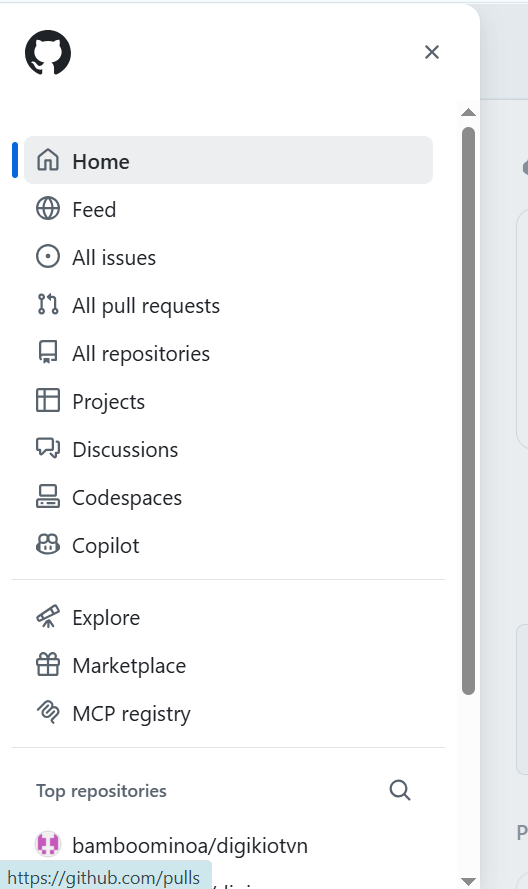 Home
Feed
All issues
All pull requests
All repositories
Projects
Discussions
Codespaces
Copilot
Explore
Marketplace
MCP registry
Top repositories
bamboominoa/digikiotvn
https://github.com/pulls
P